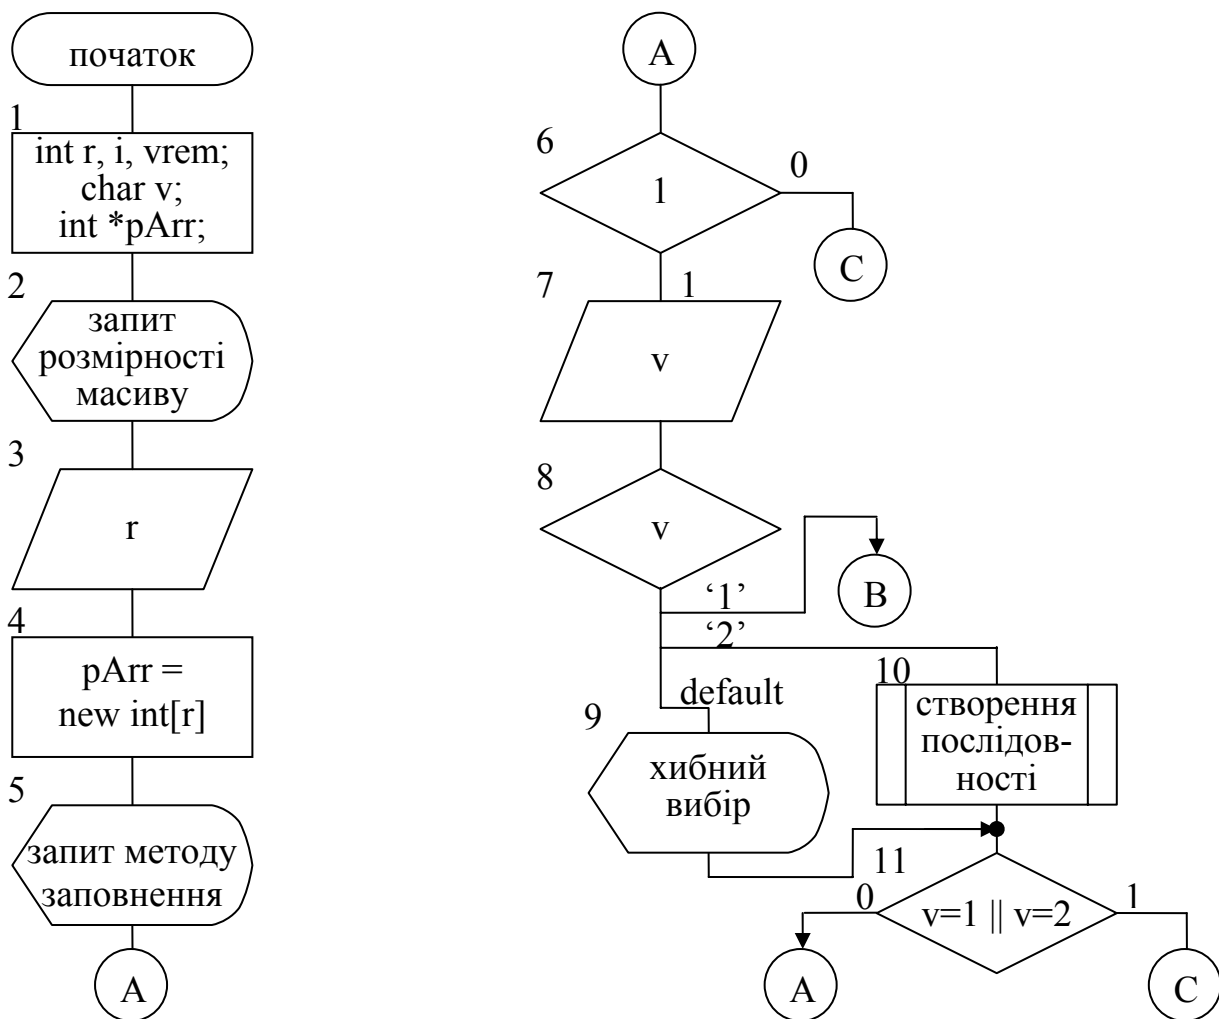 початок
1
int r, i, vrem;
char v;
int *pArr;
2
запит
розмірності
масиву
3
r
4
pArr =
new int[r]
5
запит методу
заповнення
A
A
6
1
0
C
1
7
v
8
v
‘1’
B
‘2’
default
9
хибний
вибір
10
створення
послідов-
ності
11
0
v=1 || v=2
1
A
C